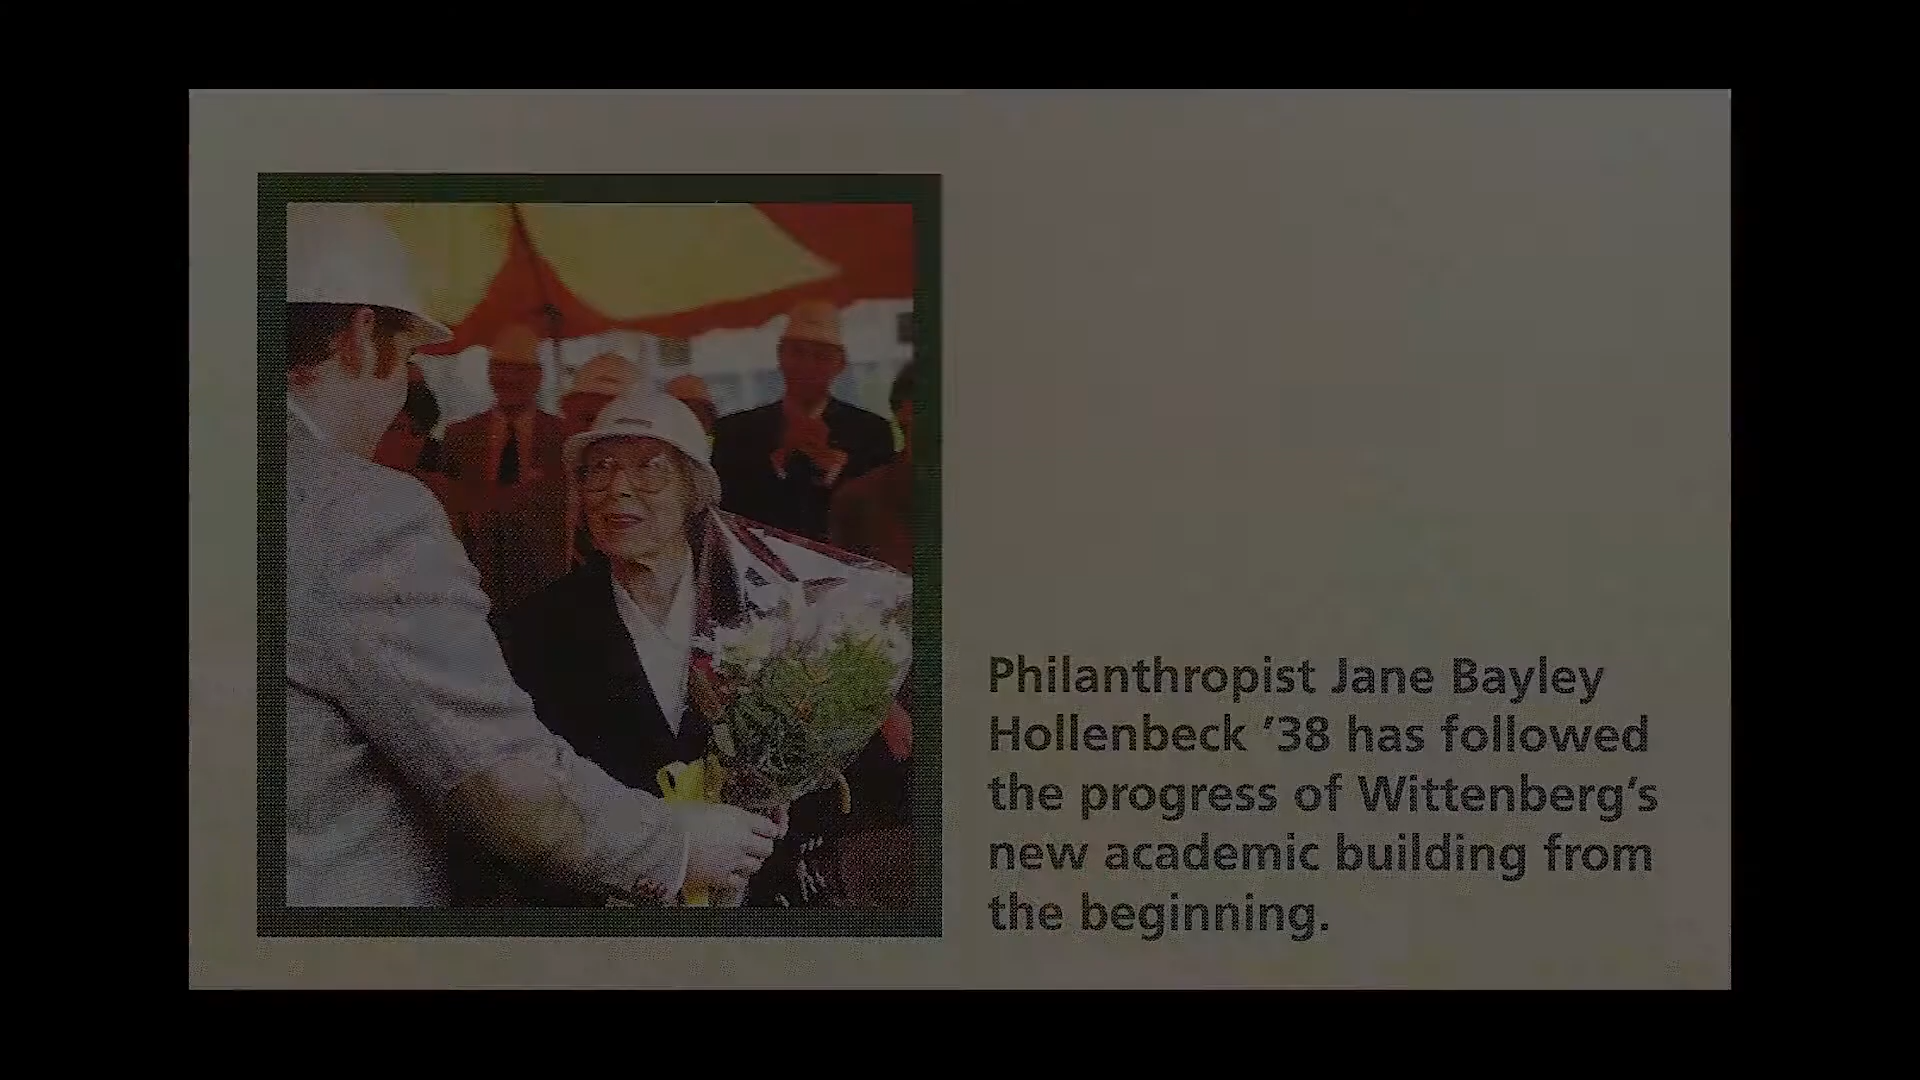 Philanthropist Jane Bayley
Hollenbeck ’38 has followed
the progress of Wittenberg’s
new academic building from
the beginning.